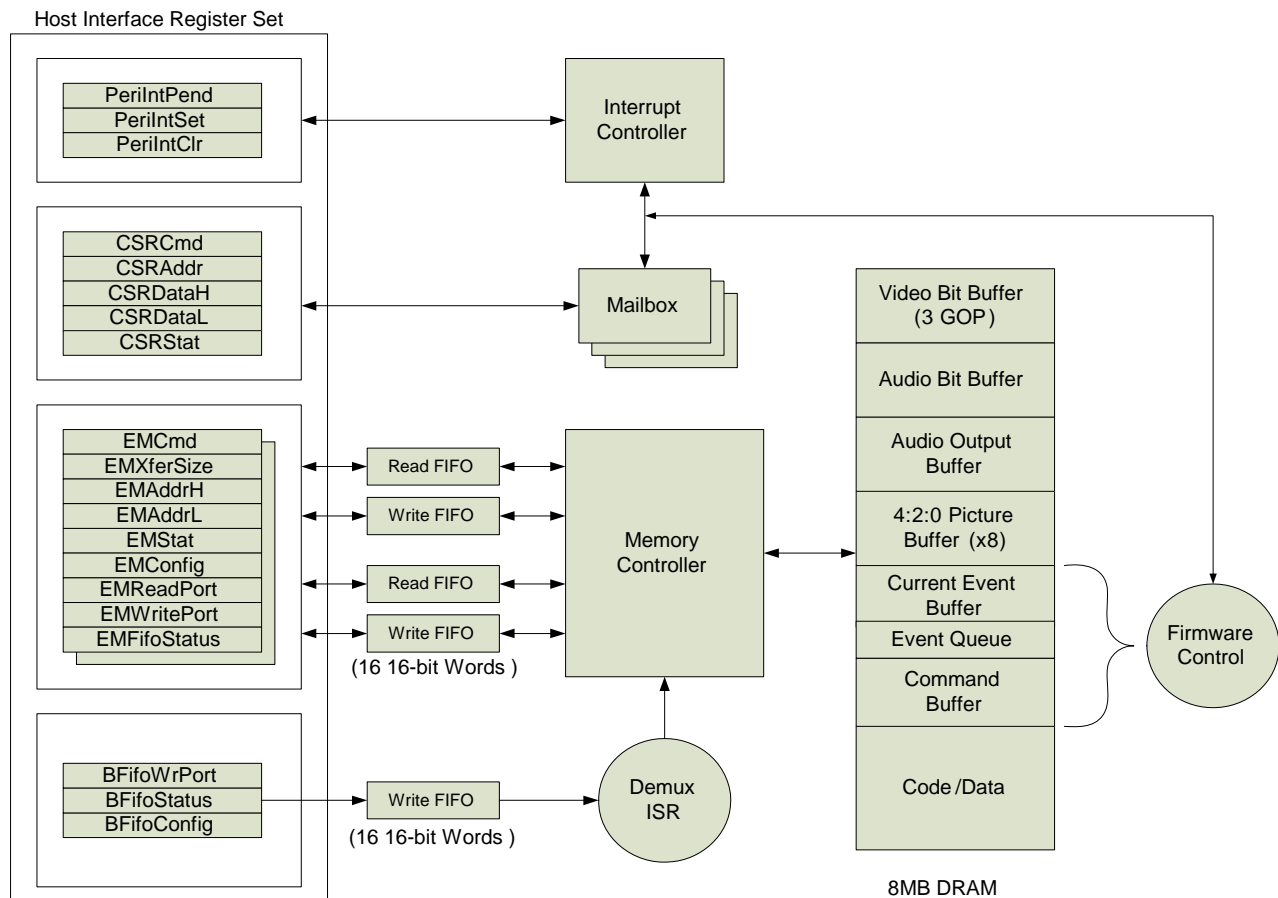 Host Interface Register Set
PeriIntPend
PeriIntSet
PeriIntClr
Interrupt
Controller
CSRCmd
CSRAddr
CSRDataH
CSRDataL
CSRStat
Mailbox
EMCmd
EMXferSize
EMAddrH
EMAddrL
EMStat
EMConfig
EMReadPort
EMWritePort
EMFifoStatus
Read FIFO
Write FIFO
Read FIFO
Write FIFO
(16 16-bit Words )
Memory
Controller
BFifoWrPort
BFifoStatus
BFifoConfig
Write FIFO
(16 16-bit Words )
Demux
ISR
Video Bit Buffer
(3 GOP)
Audio Bit Buffer
Audio Output
Buffer
4:2:0 Picture
Buffer (x8)
Current Event
Buffer
Event Queue
Command
Buffer
Code /Data
8MB DRAM
Firmware
Control